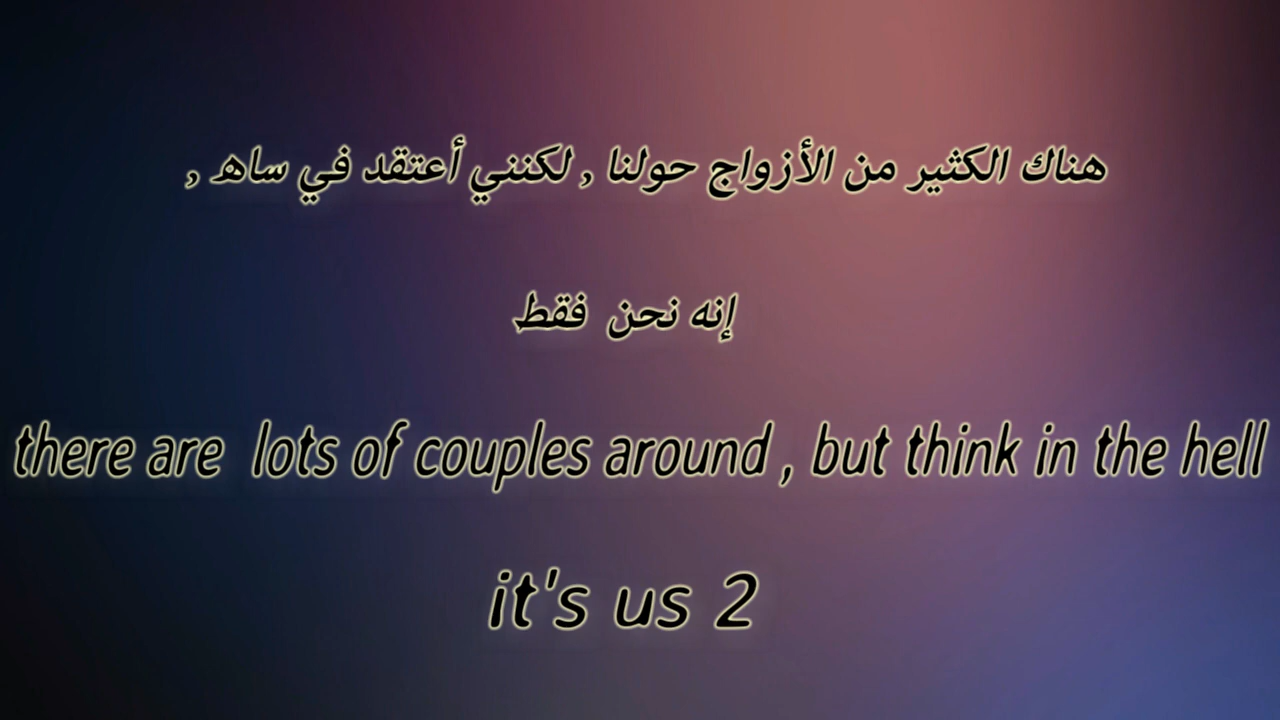 هناك الكثير من الأزواج حولنا , لكنني أعتقد في ساهـ ,
إنه نحن فقط
there are lots of couples around , but think in the hell
it's us 2